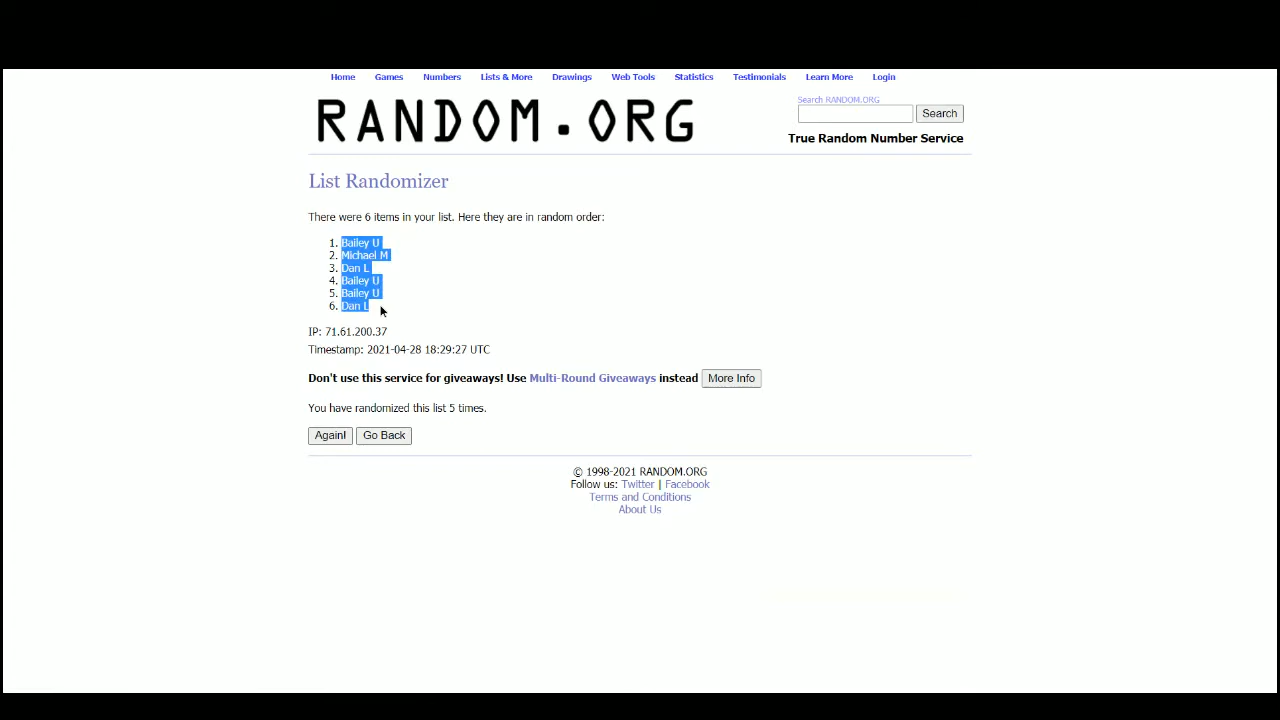 Home Games Numbers Lists & More Drawings Web Tools Statistics Testimonials Learn More Login
RANDOM.ORG
Search RANDOM.ORG
Search
True Random Number Service
List Randomizer
There were 6 items in your list. Here they are in random order:
1. Bailey U
2. Michael M
3. Dan L
4. Bailey U
5. Bailey U
6. Dan L
IP: 71.61.200.37
Timestamp: 2021-04-28 18:29:27 UTC
Don't use this service for giveaways! Use Multi-Round Giveaways instead More Info
You have randomized this list 5 times.
Again! Go Back
© 1998-2021 RANDOM.ORG
Follow us: Twitter | Facebook
Terms and Conditions
About Us